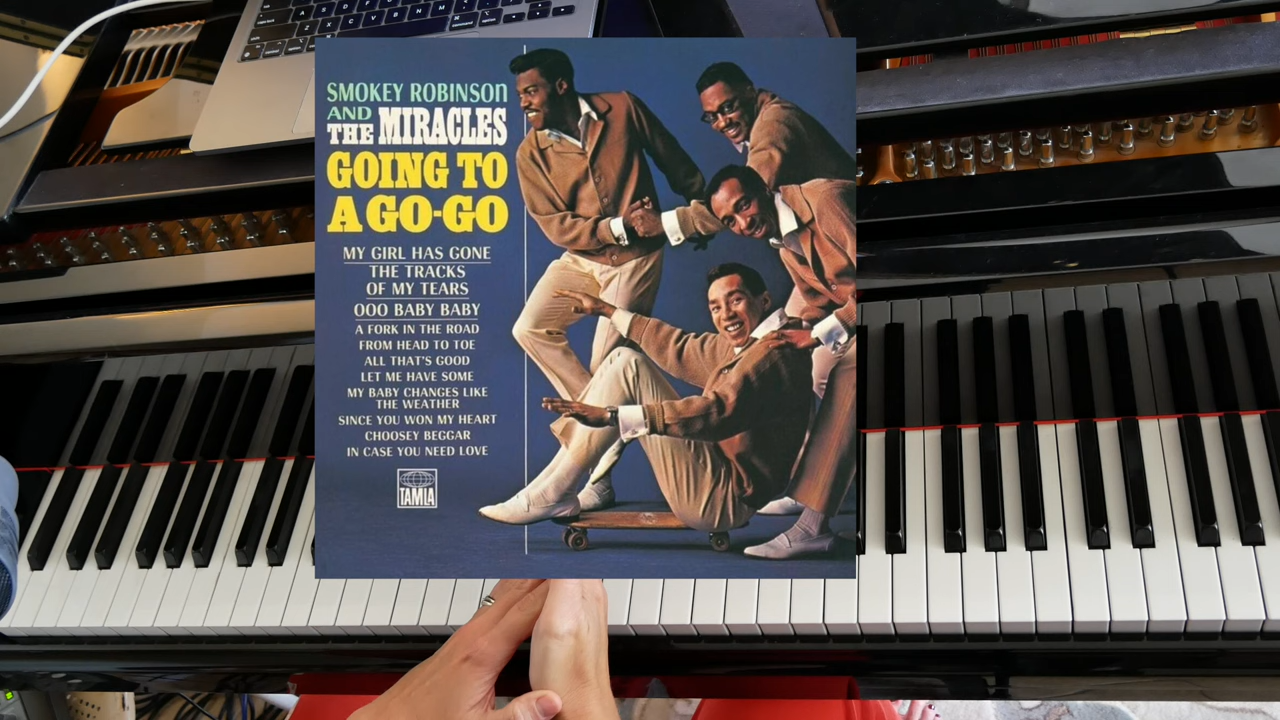 SMOKEY ROBINSON
AND
THE MIRACLES
GOING TO
A GO-GO
MY GIRL HAS GONE
THE TRACKS
OF MY TEARS
OOO BABY BABY
A FORK IN THE ROAD
FROM HEAD TO TOE
ALL THAT'S GOOD
LET ME HAVE SOME
MY BABY CHANGES LIKE
THE WEATHER
SINCE YOU WON MY HEART
CHOOSEY BEGGAR
IN CASE YOU NEED LOVE
TAMLA